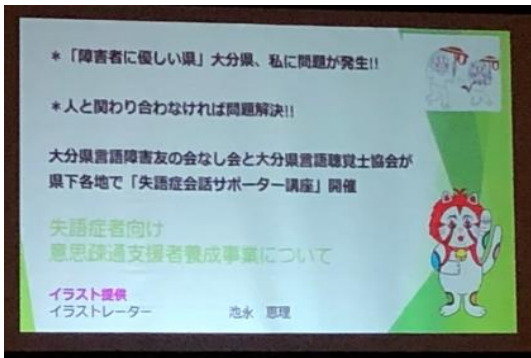 ＊「障害者に優しい県」大分県、私に問題が発生!!
＊人と関わり合わなければ問題解決!!
大分県言語障害友の会なし会と大分県言語聴覚士協会が
県下各地で「失語症会話サポーター講座」開催
失語症者向け
意思疎通支援者養成事業について
イラスト提供
イラストレーター　池永　恵理